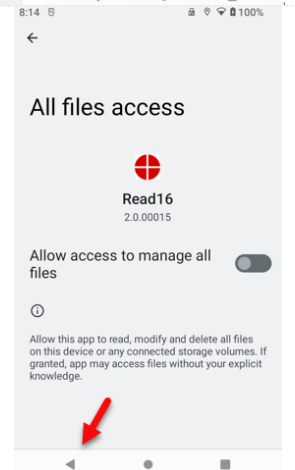 8:14 100%
All files access
Read16
2.0.00015
Allow access to manage all
files
Allow this app to read, modify and delete all files
on this device or any connected storage volumes. If
granted, app may access files without your explicit
knowledge.